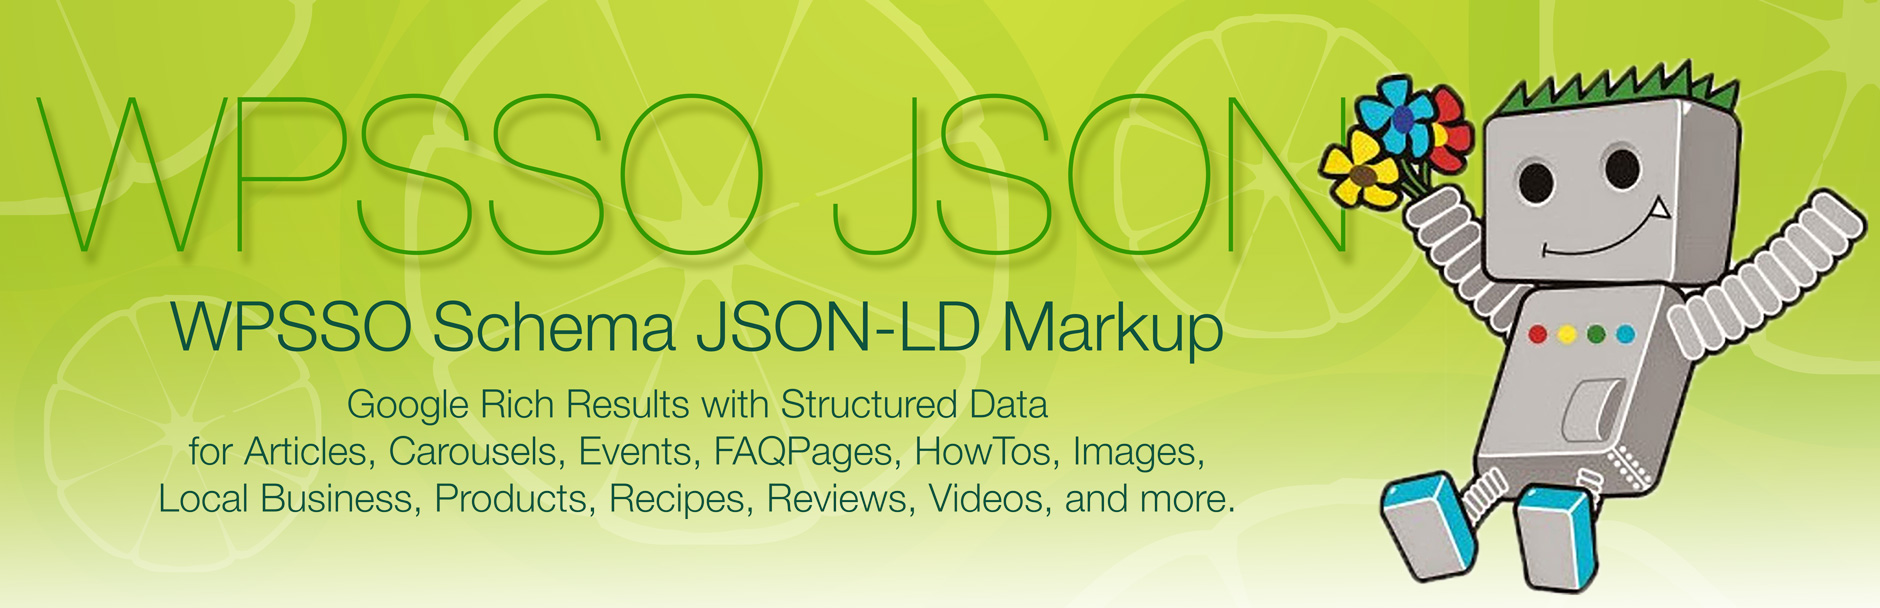 WPSSO JSON
WPSSO Schema JSON-LD Markup
Google Rich Results with Structured Data
for Articles, Carousels, Events, FAQPages, HowTos, Images,
Local Business, Products, Recipes, Reviews, Videos, and more.